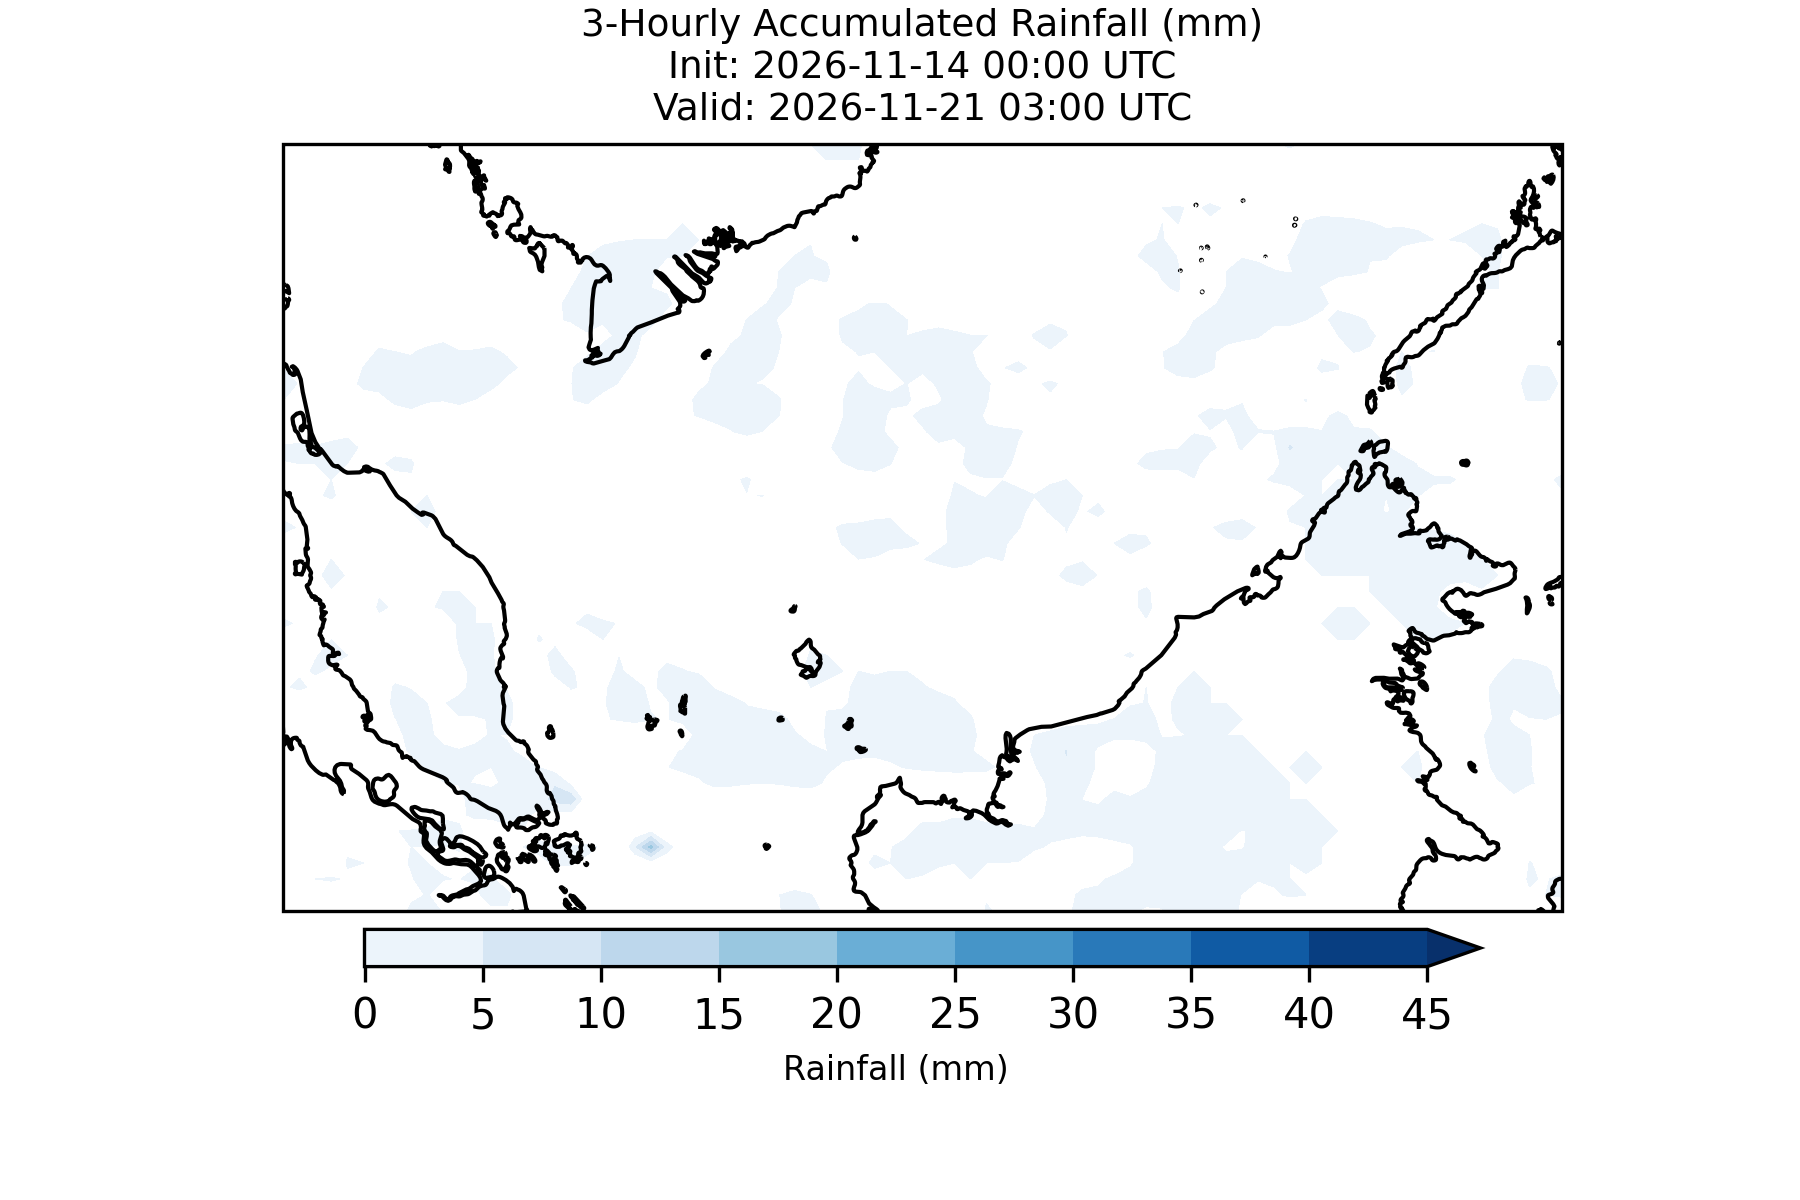 3-Hourly Accumulated Rainfall (mm)
Init: 2026-11-14 00:00 UTC
Valid: 2026-11-21 03:00 UTC
0 5 10 15 20 25 30 35 40 45
Rainfall (mm)